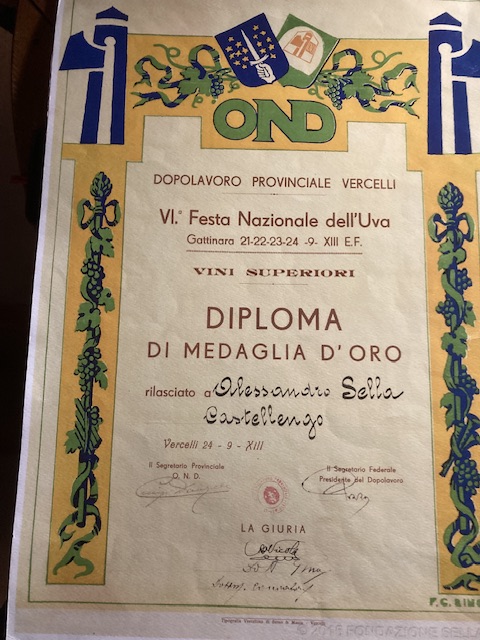 OND
DOPOLAVORO PROVINCIALE VERCELLI
VI.ª Festa Nazionale dell'Uva
Gattinara 21-22-23-24 -9- XIII E.F.
VINI SUPERIORI
DIPLOMA
DI MEDAGLIA D'ORO
rilasciato a Alessandro Sella
Castellengo
Vercelli 24 - 9 - XIII
Il Segretario Provinciale
O. N. D.
Il Segretario Federale
Presidente del Dopolavoro
LA GIURIA
FONDAZIONE SELLA